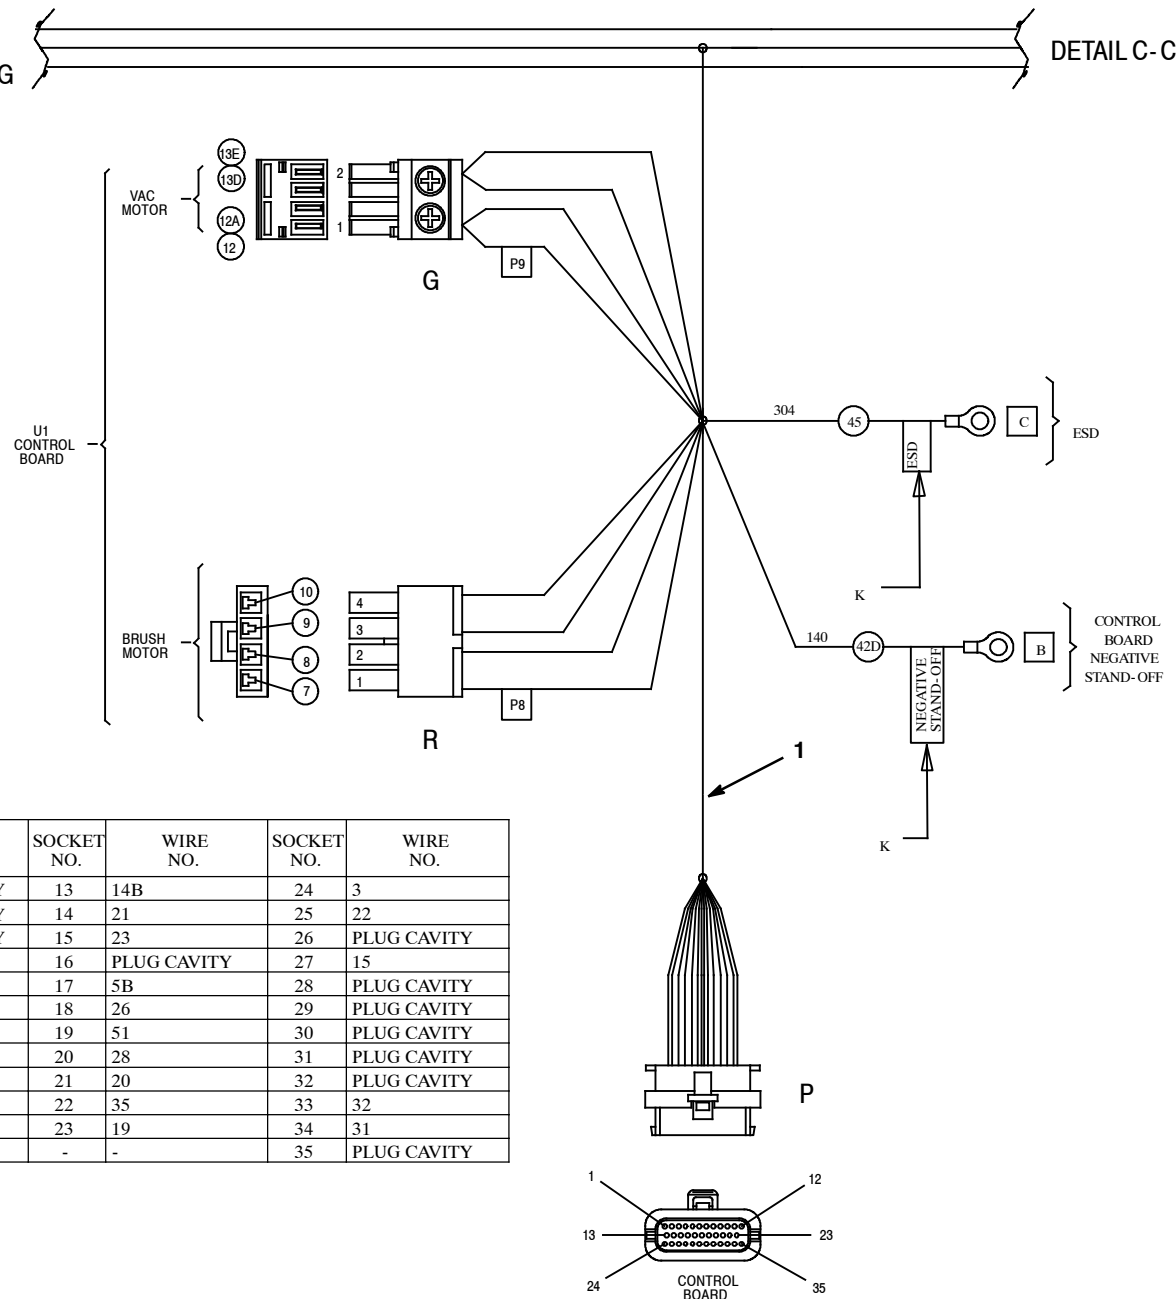 G
DETAIL C-C
13E
13D
12A
12
VAC
MOTOR
2
1
G
P9
U1
CONTROL
BOARD
304
45
ESD
C
ESD
K
140
42D
NEGATIVE
STAND-OFF
B
CONTROL
BOARD
NEGATIVE
STAND-OFF
K
BRUSH
MOTOR
10
9
8
7
4
3
2
1
R
P8
1
SOCKET NO. WIRE NO. SOCKET NO. WIRE NO.
Y 13 14B 24 3
Y 14 21 25 22
Y 15 23 26 PLUG CAVITY
16 PLUG CAVITY 27 15
17 5B 28 PLUG CAVITY
18 26 29 PLUG CAVITY
19 51 30 PLUG CAVITY
20 28 31 PLUG CAVITY
21 20 32 PLUG CAVITY
22 35 33 32
23 19 34 31
- - 35 PLUG CAVITY
P
1
12
13
23
24
35
CONTROL
BOARD